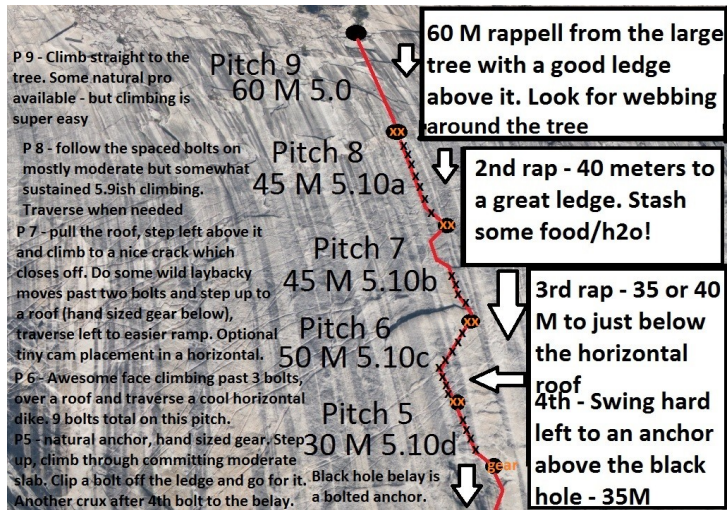 P 9 - Climb straight to the
tree. Some natural pro
available - but climbing is
super easy
Pitch 9
60 M 5.0
60 M rappell from the large
tree with a good ledge
above it. Look for webbing
around the tree
xx
P 8 - follow the spaced bolts on
mostly moderate but somewhat
sustained 5.9ish climbing.
Traverse when needed
Pitch 8
45 M 5.10a
2nd rap - 40 meters to
a great ledge. Stash
some food/h2o!
xx
P 7 - pull the roof, step left above it
and climb to a nice crack which
closes off. Do some wild laybacky
moves past two bolts and step up to
a roof (hand sized gear below),
traverse left to easier ramp. Optional
tiny cam placement in a horizontal.
Pitch 7
45 M 5.10b
3rd rap - 35 or 40
M to just below
the horizontal
roof
xx
Pitch 6
50 M 5.10c
P 6 - Awesome face climbing past 3 bolts,
over a roof and traverse a cool horizontal
dike. 9 bolts total on this pitch.
xx
4th - Swing hard
left to an anchor
above the black
hole - 35M
Pitch 5
30 M 5.10d
P5 - natural anchor, hand sized gear. Step
up, climb through committing moderate
slab. Clip a bolt off the ledge and go for it.
Another crux after 4th bolt to the belay.
gear
Black hole belay is
a bolted anchor.